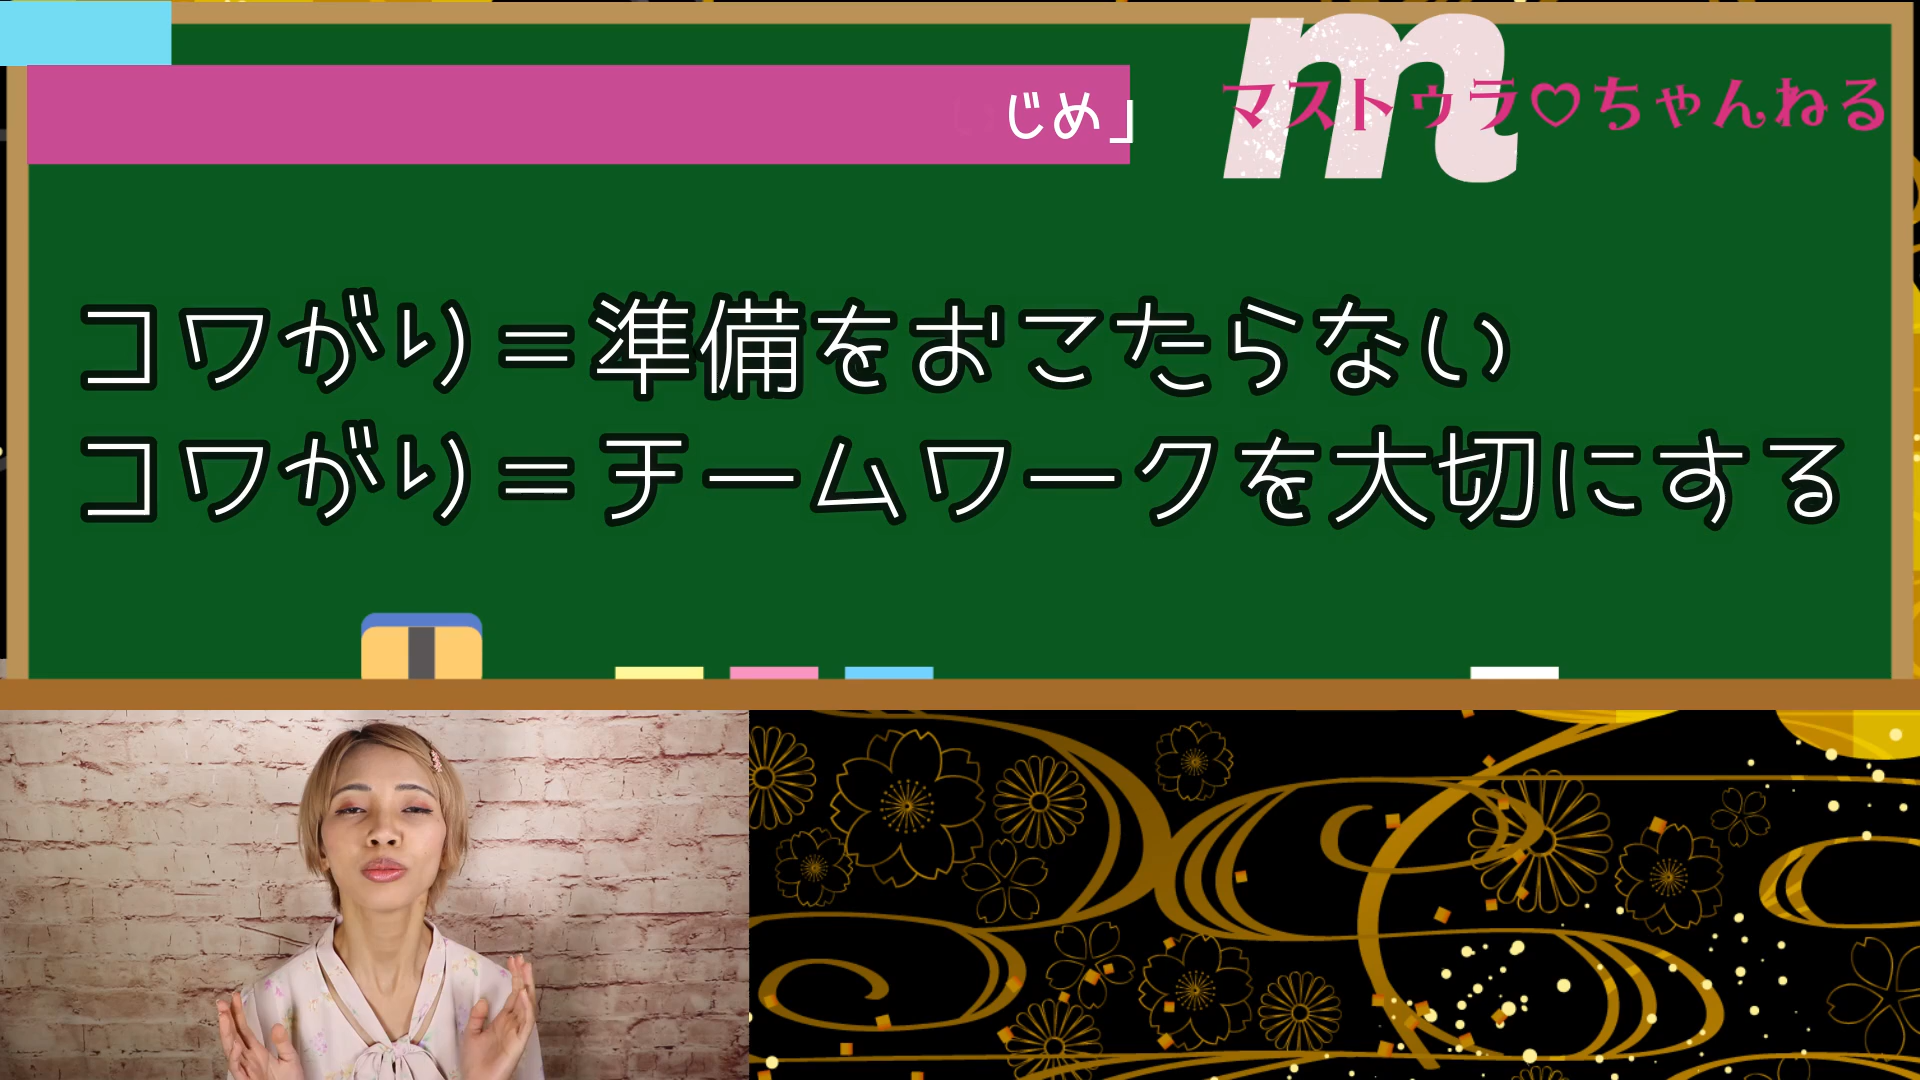 じめ」
m
マストゥラ♡ちゃんねる
コワがり=準備をおこたらない
コワがり=チームワークを大切にする